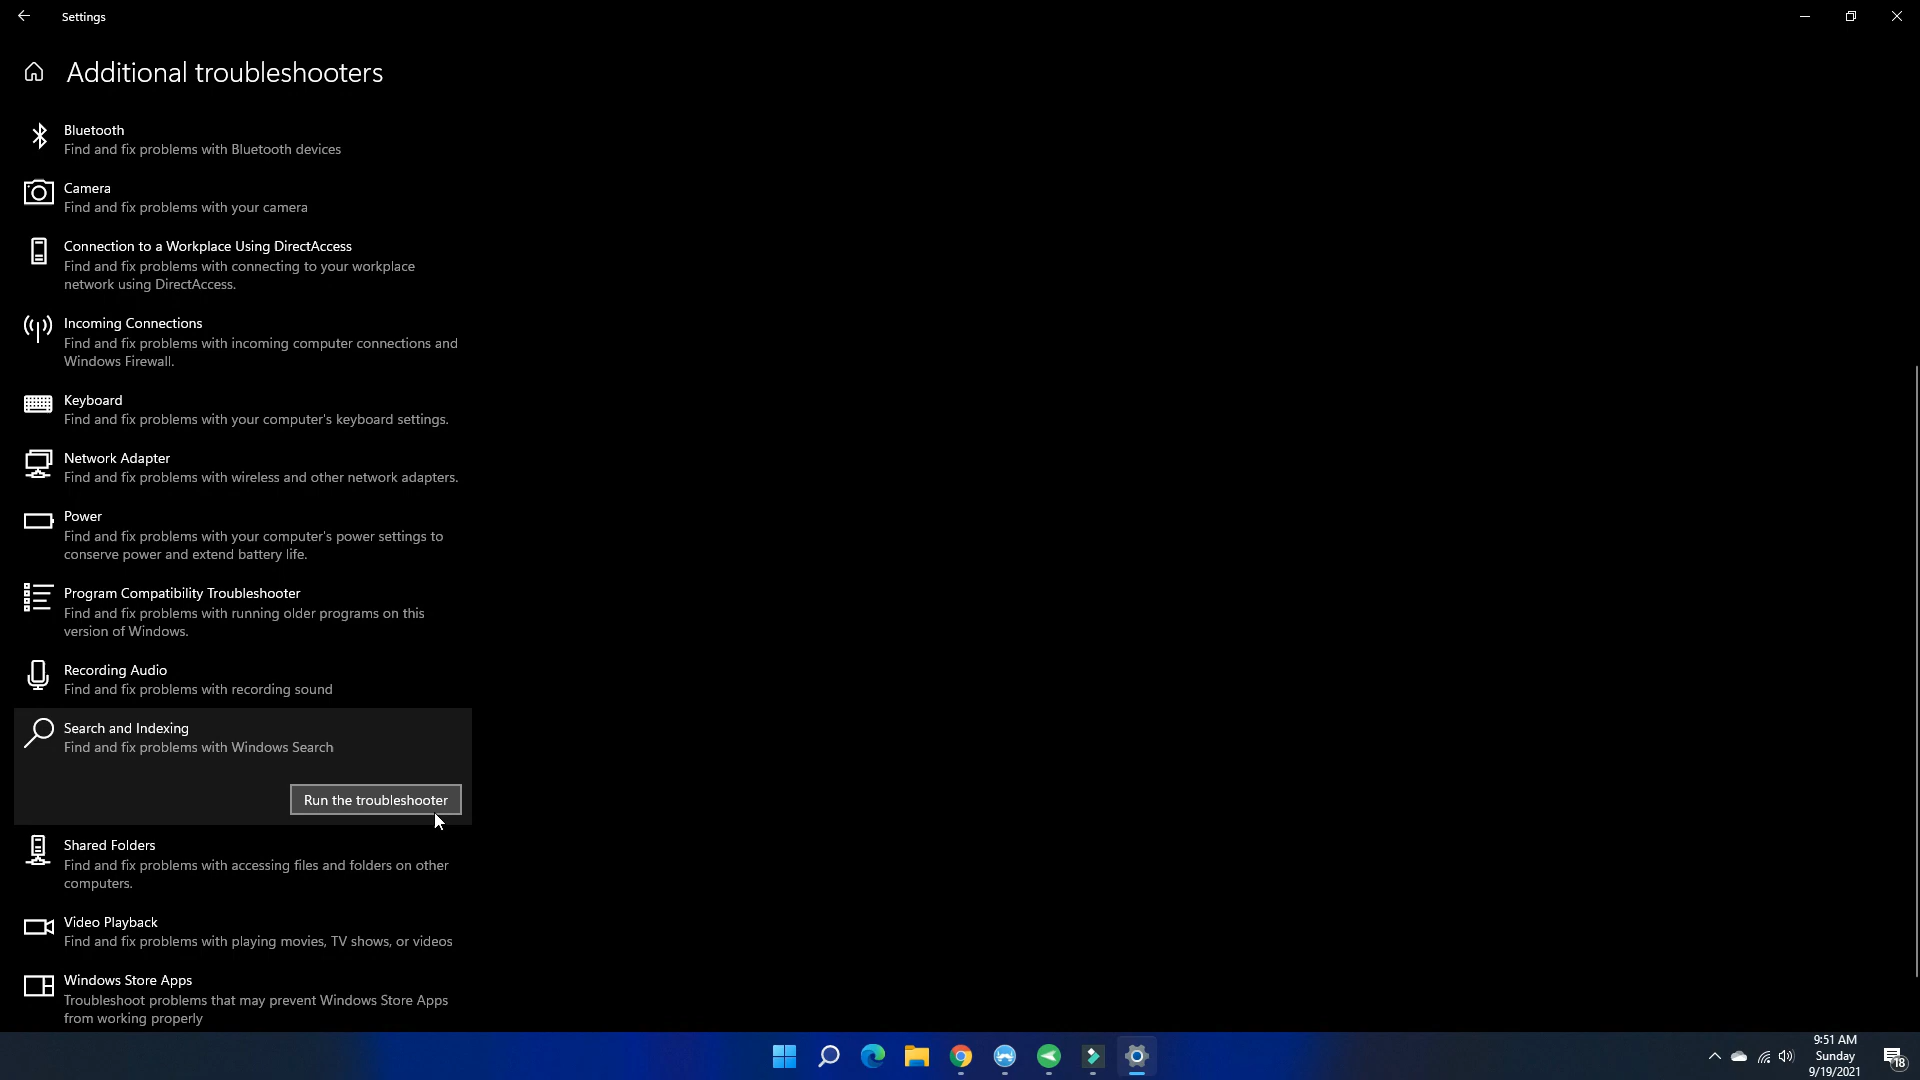 Settings
Additional troubleshooters
Bluetooth
Find and fix problems with Bluetooth devices
Camera
Find and fix problems with your camera
Connection to a Workplace Using DirectAccess
Find and fix problems with connecting to your workplace
network using DirectAccess.
Incoming Connections
Find and fix problems with incoming computer connections and
Windows Firewall.
Keyboard
Find and fix problems with your computer's keyboard settings.
Network Adapter
Find and fix problems with wireless and other network adapters.
Power
Find and fix problems with your computer's power settings to
conserve power and extend battery life.
Program Compatibility Troubleshooter
Find and fix problems with running older programs on this
version of Windows.
Recording Audio
Find and fix problems with recording sound
Search and Indexing
Find and fix problems with Windows Search
Run the troubleshooter
Shared Folders
Find and fix problems with accessing files and folders on other
computers.
Video Playback
Find and fix problems with playing movies, TV shows, or videos
Windows Store Apps
Troubleshoot problems that may prevent Windows Store Apps
from working properly
9:51 AM
Sunday
9/19/2021
18